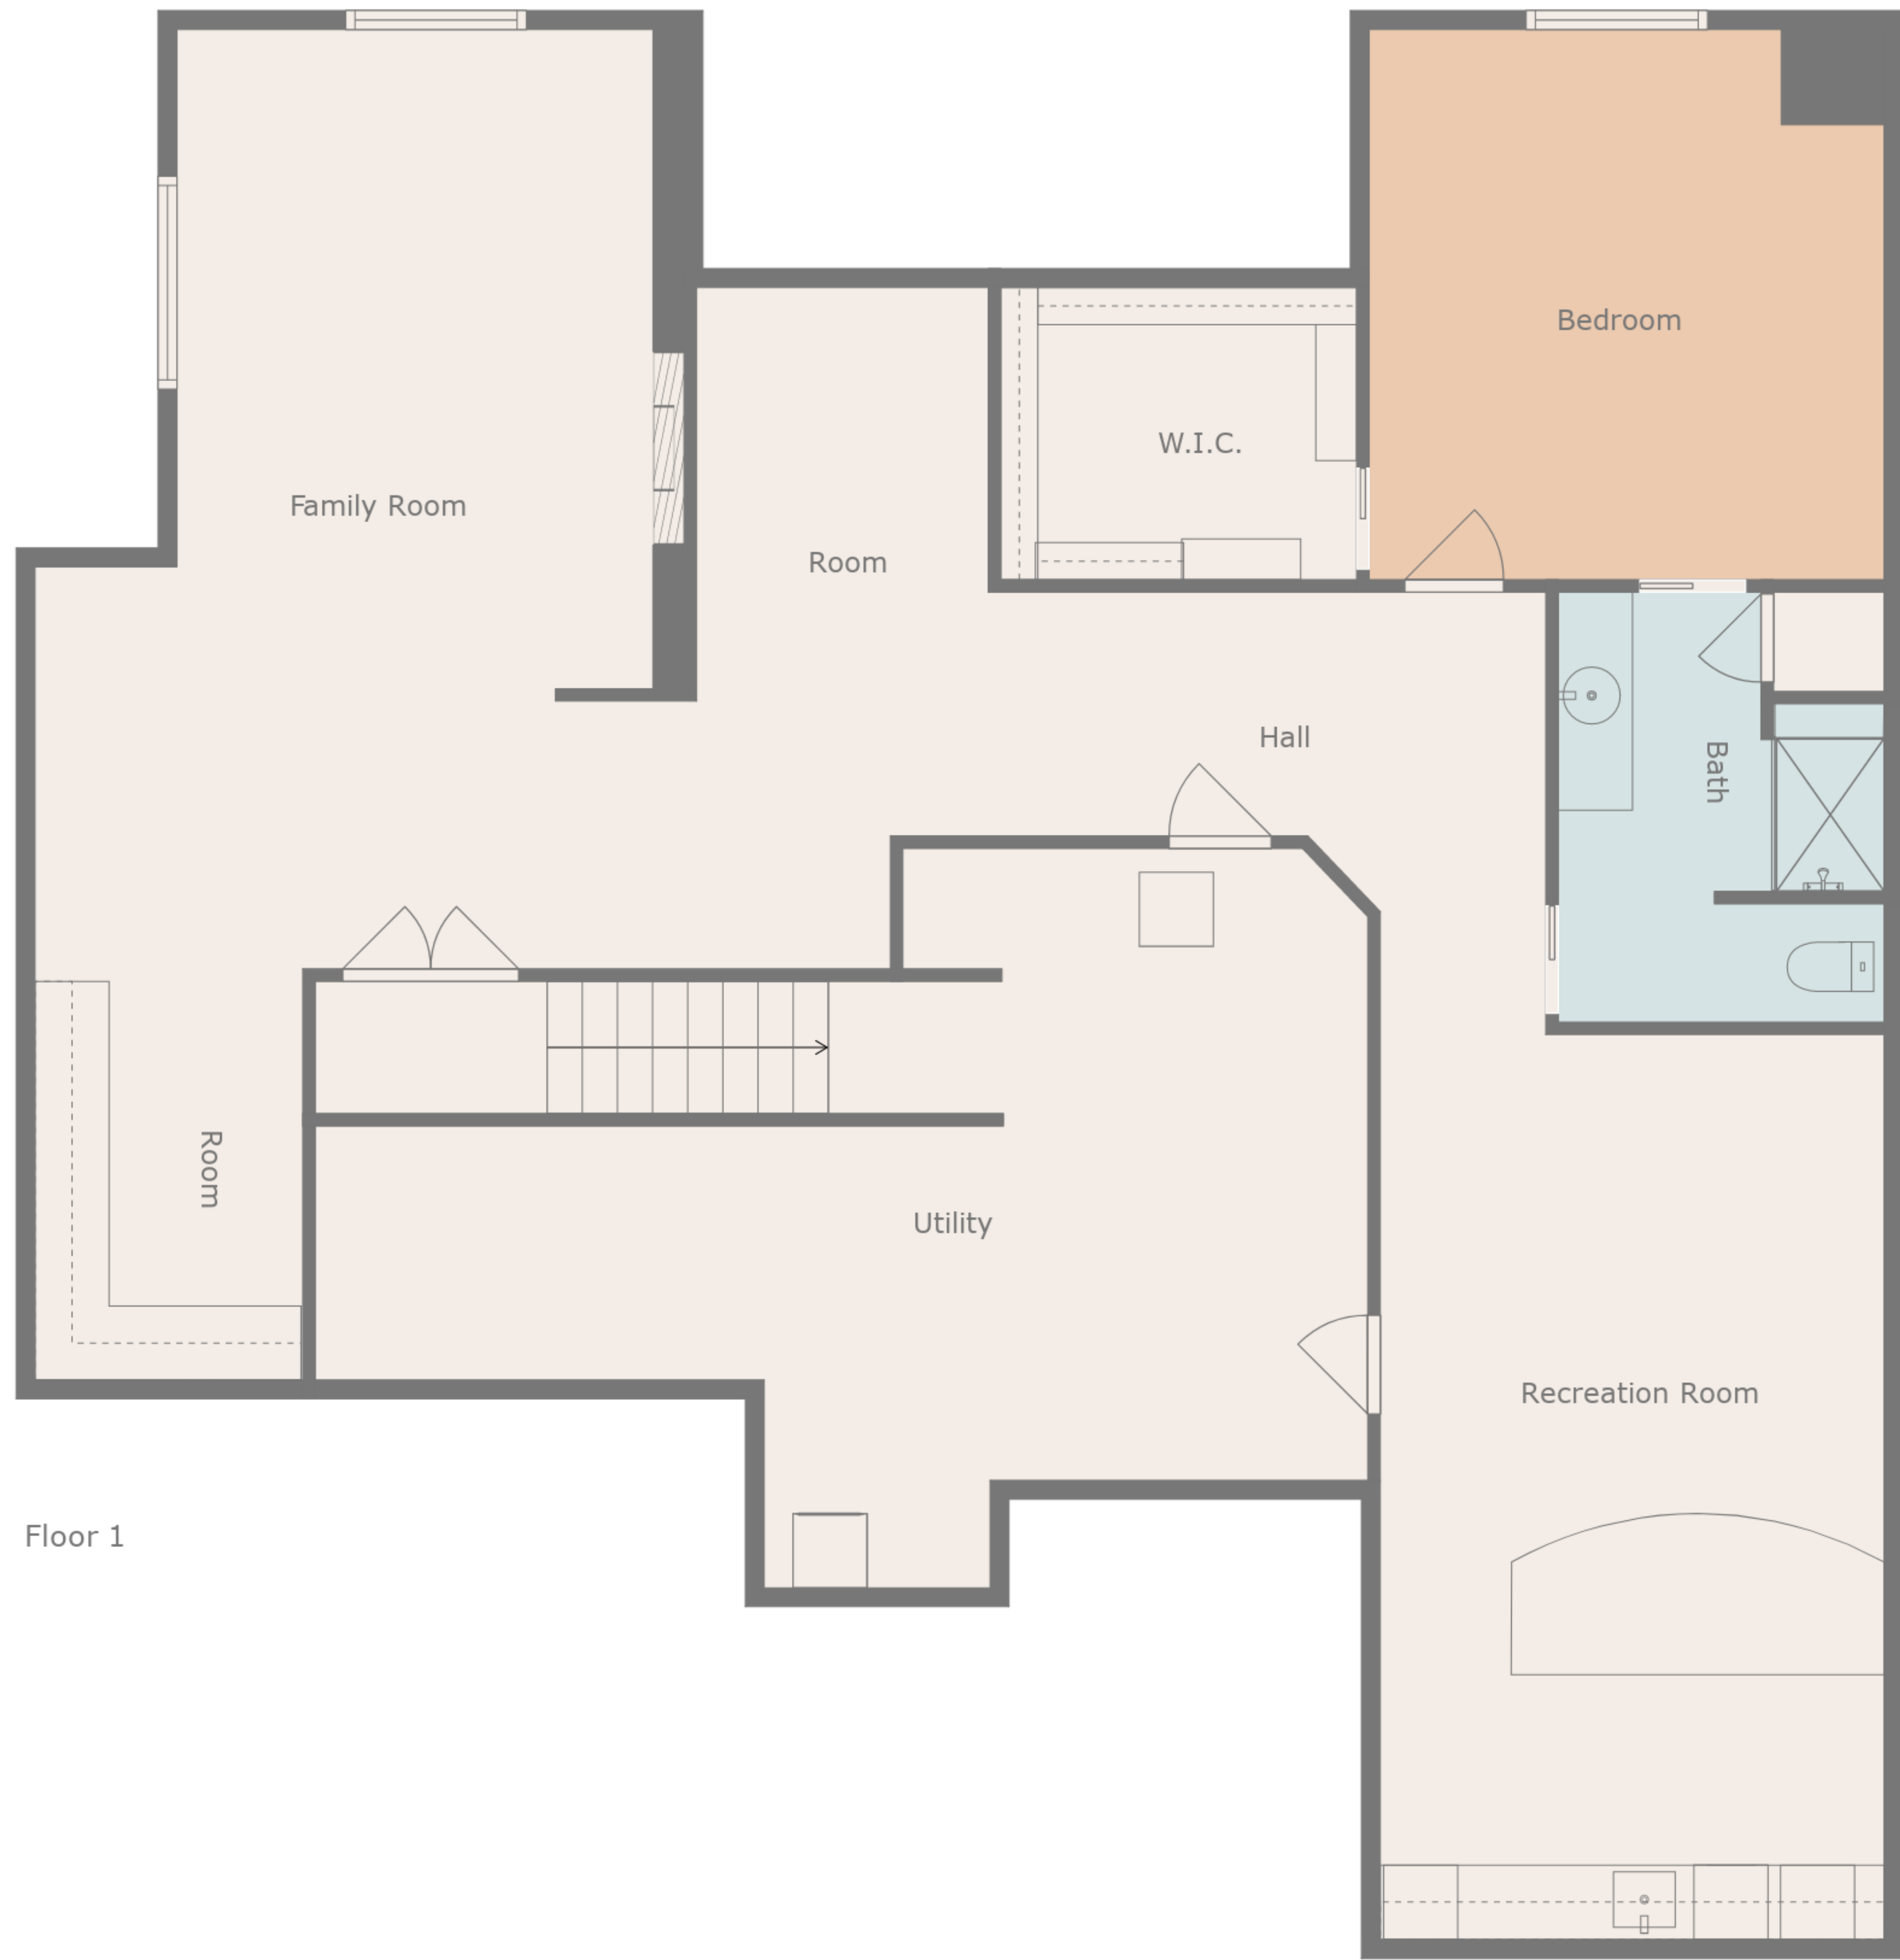 Bedroom
W.I.C.
Family Room
Room
Hall
Bath
Room
Utility
Recreation Room
Floor 1